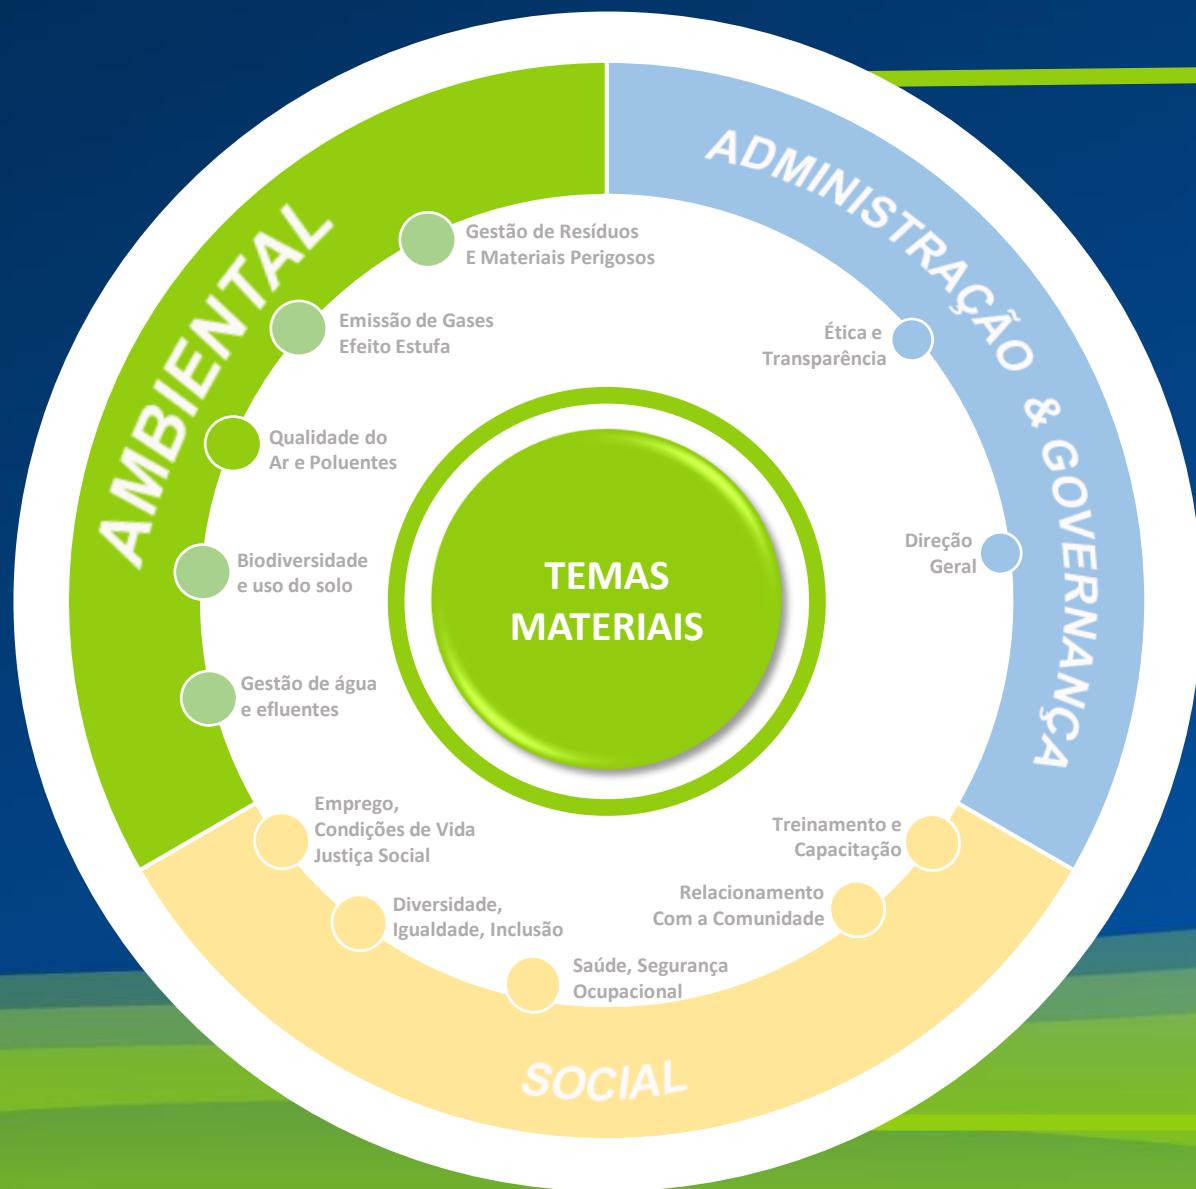 AMBIENTAL
Gestão de Resíduos
E Materiais Perigosos
Emissão de Gases
Efeito Estufa
Qualidade do
Ar e Poluentes
Biodiversidade
e uso do solo
Gestão de água
e efluentes
ADMINISTRAÇÃO & GOVERNANÇA
Ética e
Transparência
Direção
Geral
TEMAS
MATERIAIS
Emprego,
Condições de Vida
Justiça Social
Diversidade,
Igualdade, Inclusão
Saúde, Segurança
Ocupacional
Relacionamento
Com a Comunidade
Treinamento e
Capacitação
SOCIAL